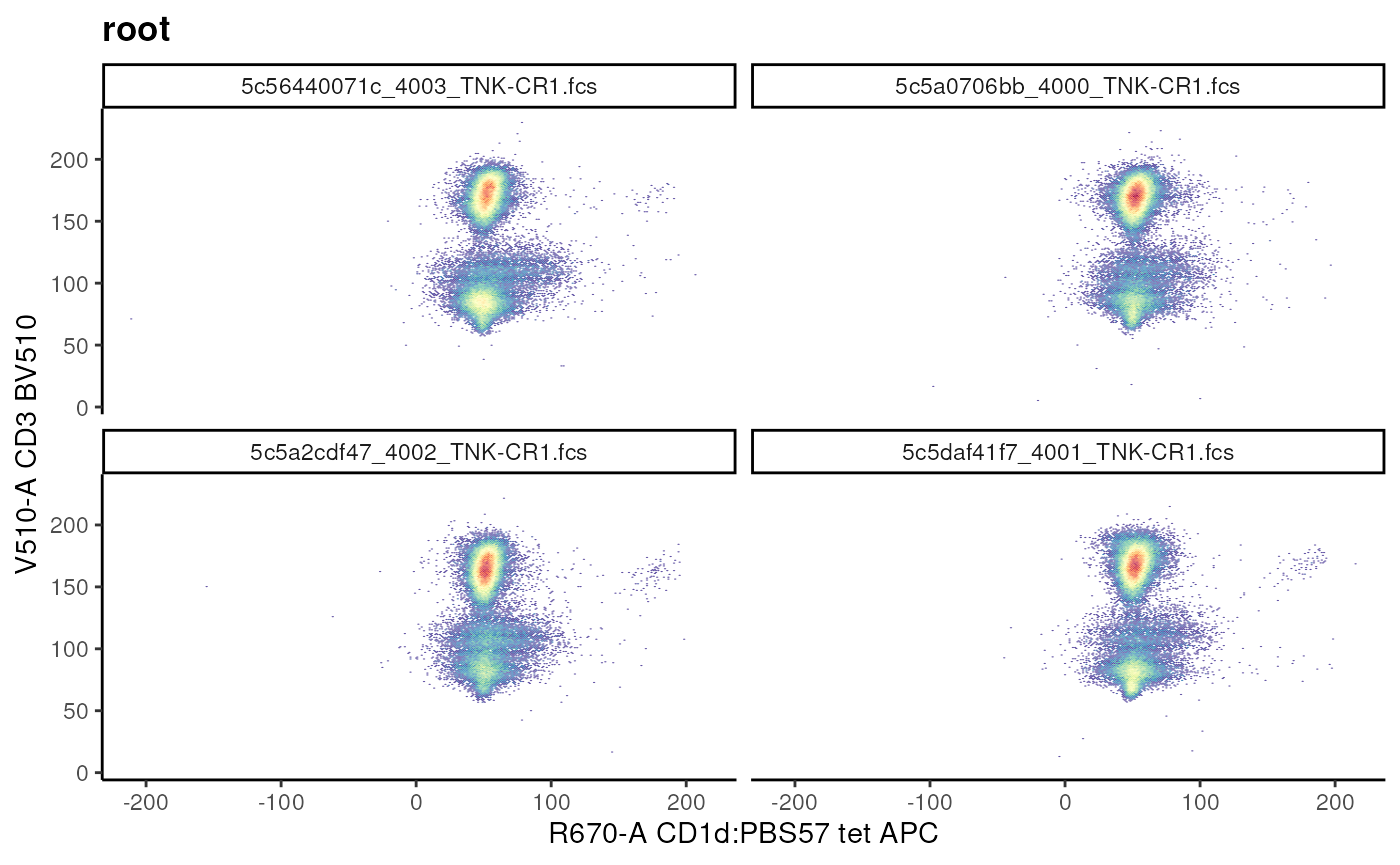 root
5c56440071c_4003_TNK-CR1.fcs
5c5a0706bb_4000_TNK-CR1.fcs
200
150
100
50
0
V510-A CD3 BV510
5c5a2cdf47_4002_TNK-CR1.fcs
5c5daf41f7_4001_TNK-CR1.fcs
200
150
100
50
0
-200 -100 0 100 200
-200 -100 0 100 200
R670-A CD1d:PBS57 tet APC